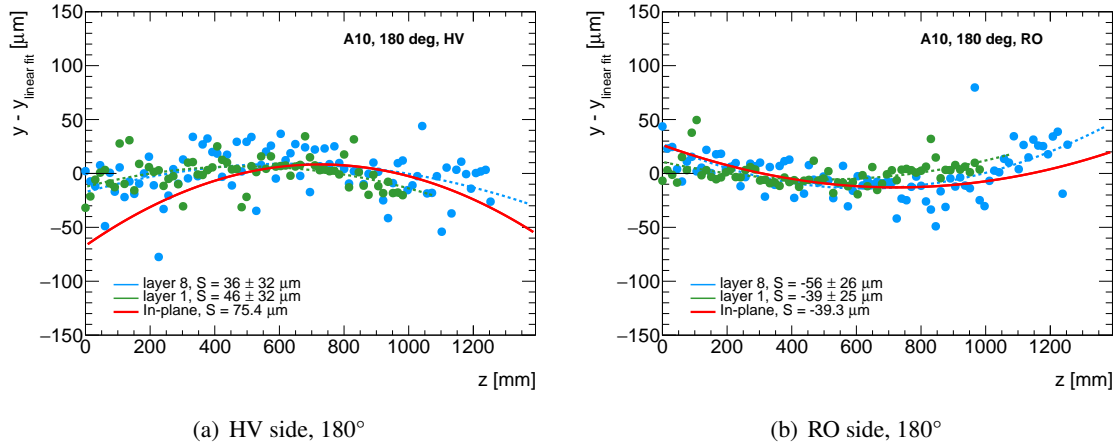 y - y_linear fit [μm]
A10, 180 deg, HV
150
100
50
0
−50
−100
−150
layer 8, S = 36 ± 32 μm
layer 1, S = 46 ± 32 μm
In-plane, S = 75.4 μm
0 200 400 600 800 1000 1200
z [mm]
(a) HV side, 180°
y - y_linear fit [μm]
A10, 180 deg, RO
150
100
50
0
−50
−100
−150
layer 8, S = -56 ± 26 μm
layer 1, S = -39 ± 25 μm
In-plane, S = -39.3 μm
0 200 400 600 800 1000 1200
z [mm]
(b) RO side, 180°